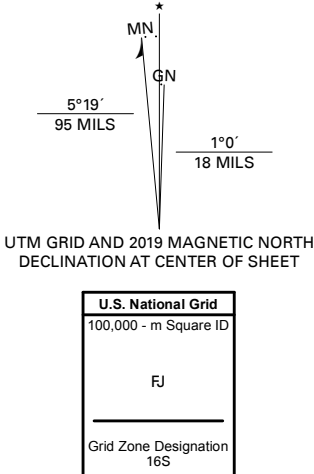 MN
GN
5°19´
95 MILS
1°0´
18 MILS
UTM GRID AND 2019 MAGNETIC NORTH
DECLINATION AT CENTER OF SHEET
U.S. National Grid
100,000 - m Square ID
FJ
Grid Zone Designation
16S